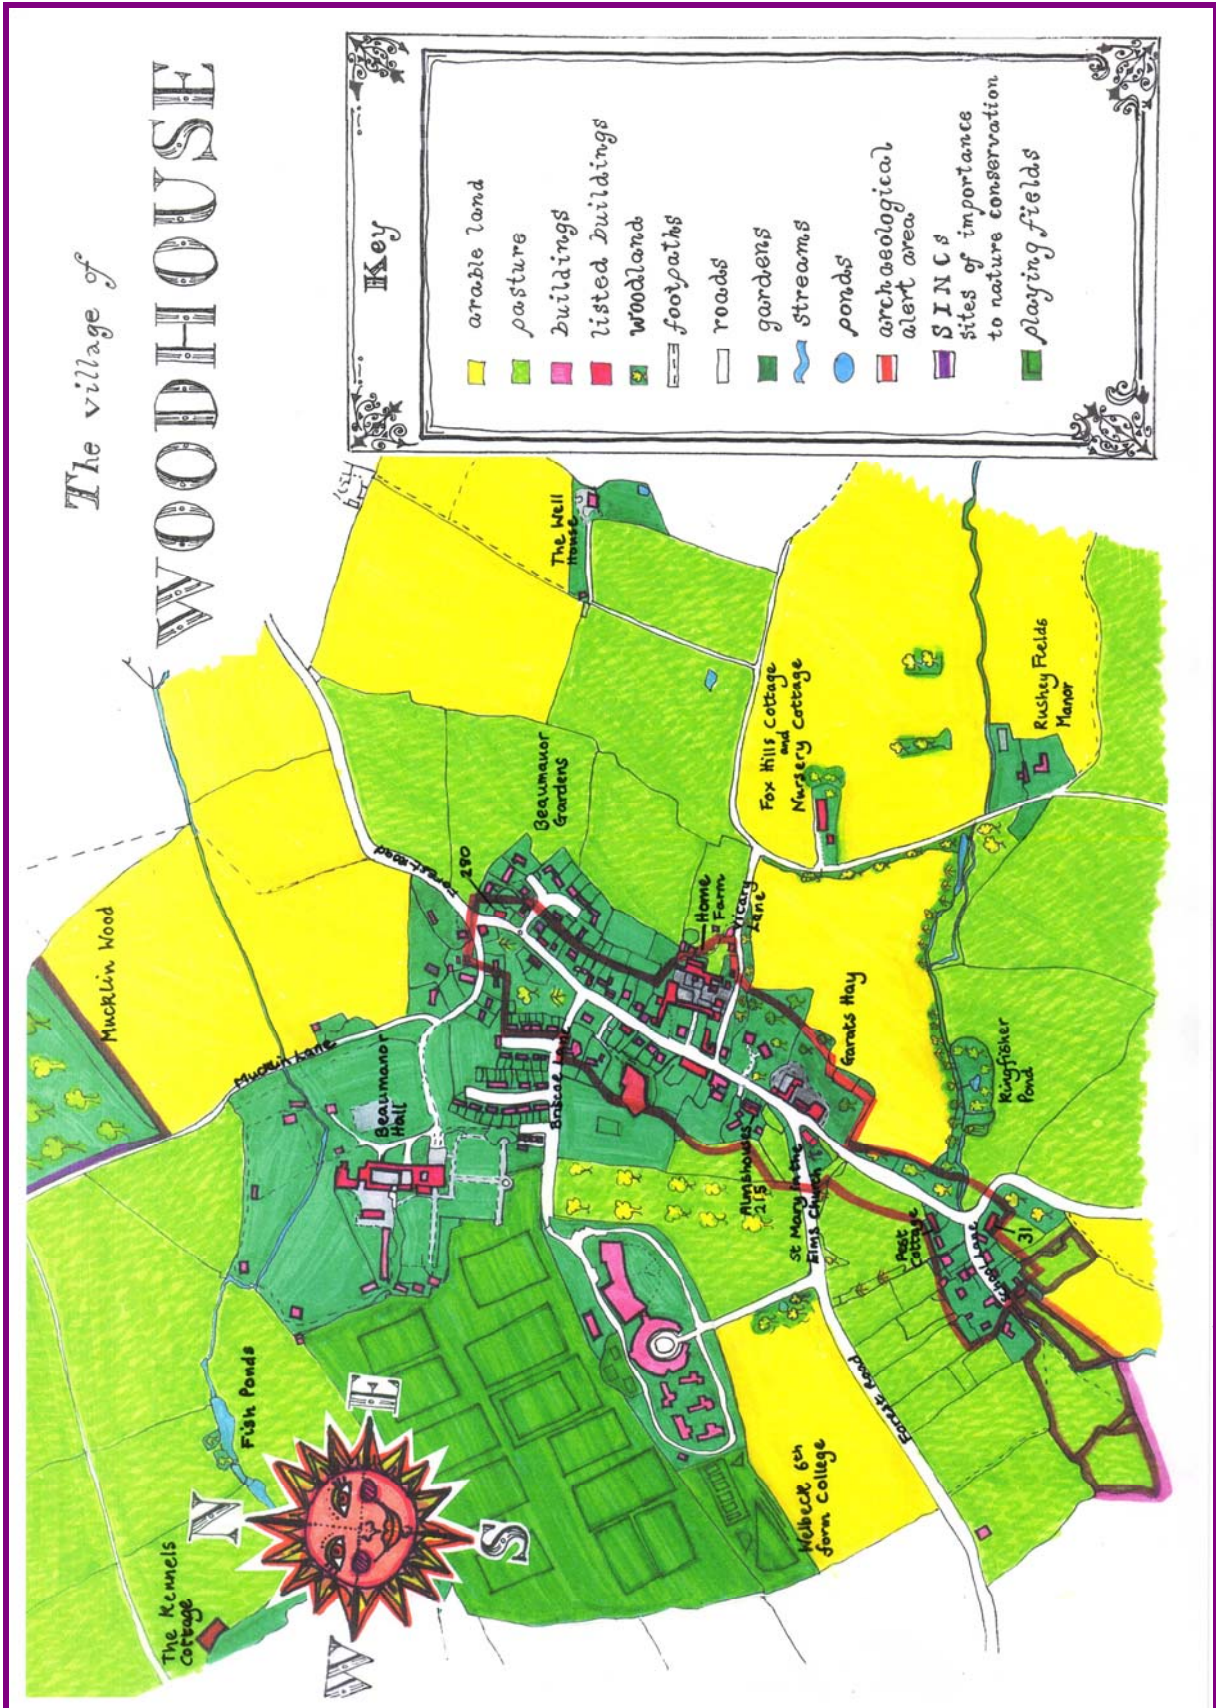 The village of
WOODHOUSE
Key
arable land
pasture
buildings
listed buildings
woodland
footpaths
roads
gardens
streams
ponds
archaeological
alert area
SINCs
sites of importance
to nature conservation
playing fields
Mucklin Wood
Mucklin Lane
Forest Road
280
The Well
House
Beaumanor
Gardens
Beaumanor
Hall
Briscoe Lane
Home
Farm
Vicary
Lane
Fox Hills Cottage
and
Nursery Cottage
Rushey Fields
Manor
Garats Hay
Kingfisher
Pond
Almshouses
215
St Mary in the
Elms Church
Post
Cottage
School Lane
31
Forest Road
Welbeck 6th
form College
Fish Ponds
The Kennels
Cottage
N
E
S
W